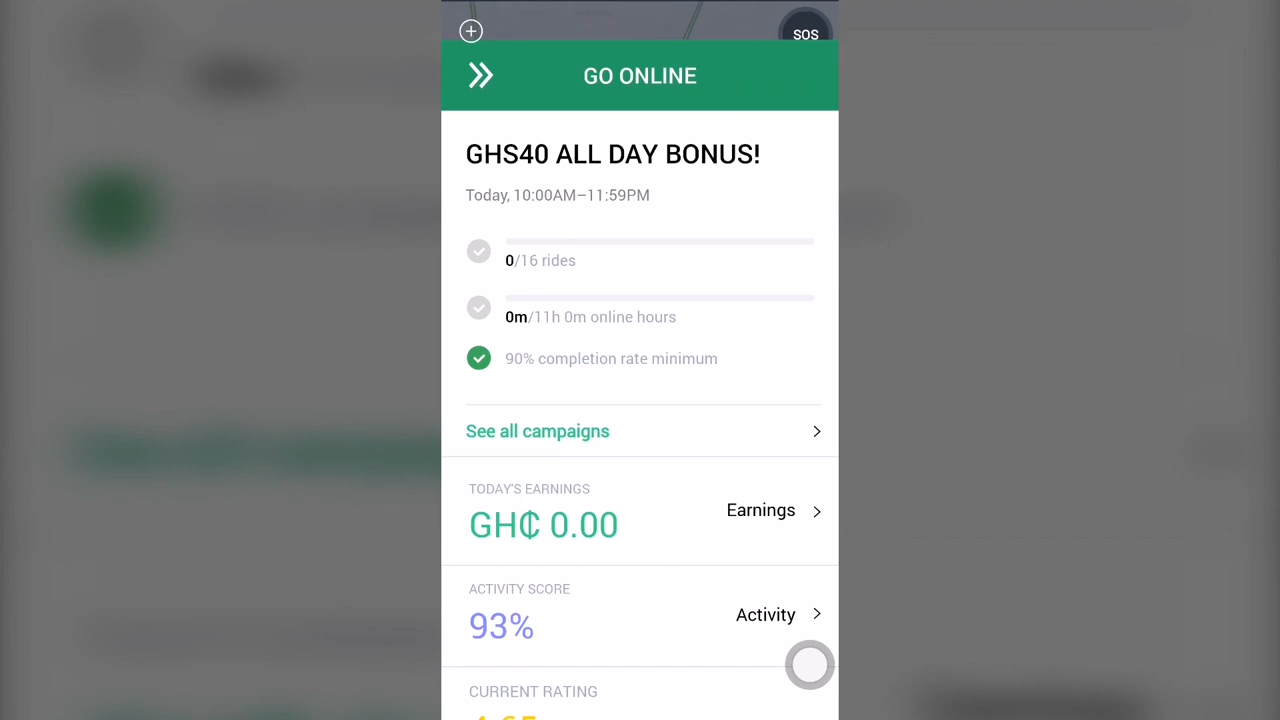 SOS
GO ONLINE
GHS40 ALL DAY BONUS!
Today, 10:00AM–11:59PM
0/16 rides
0m/11h 0m online hours
90% completion rate minimum
See all campaigns
TODAY'S EARNINGS
GH₵ 0.00
Earnings
ACTIVITY SCORE
93%
Activity
CURRENT RATING